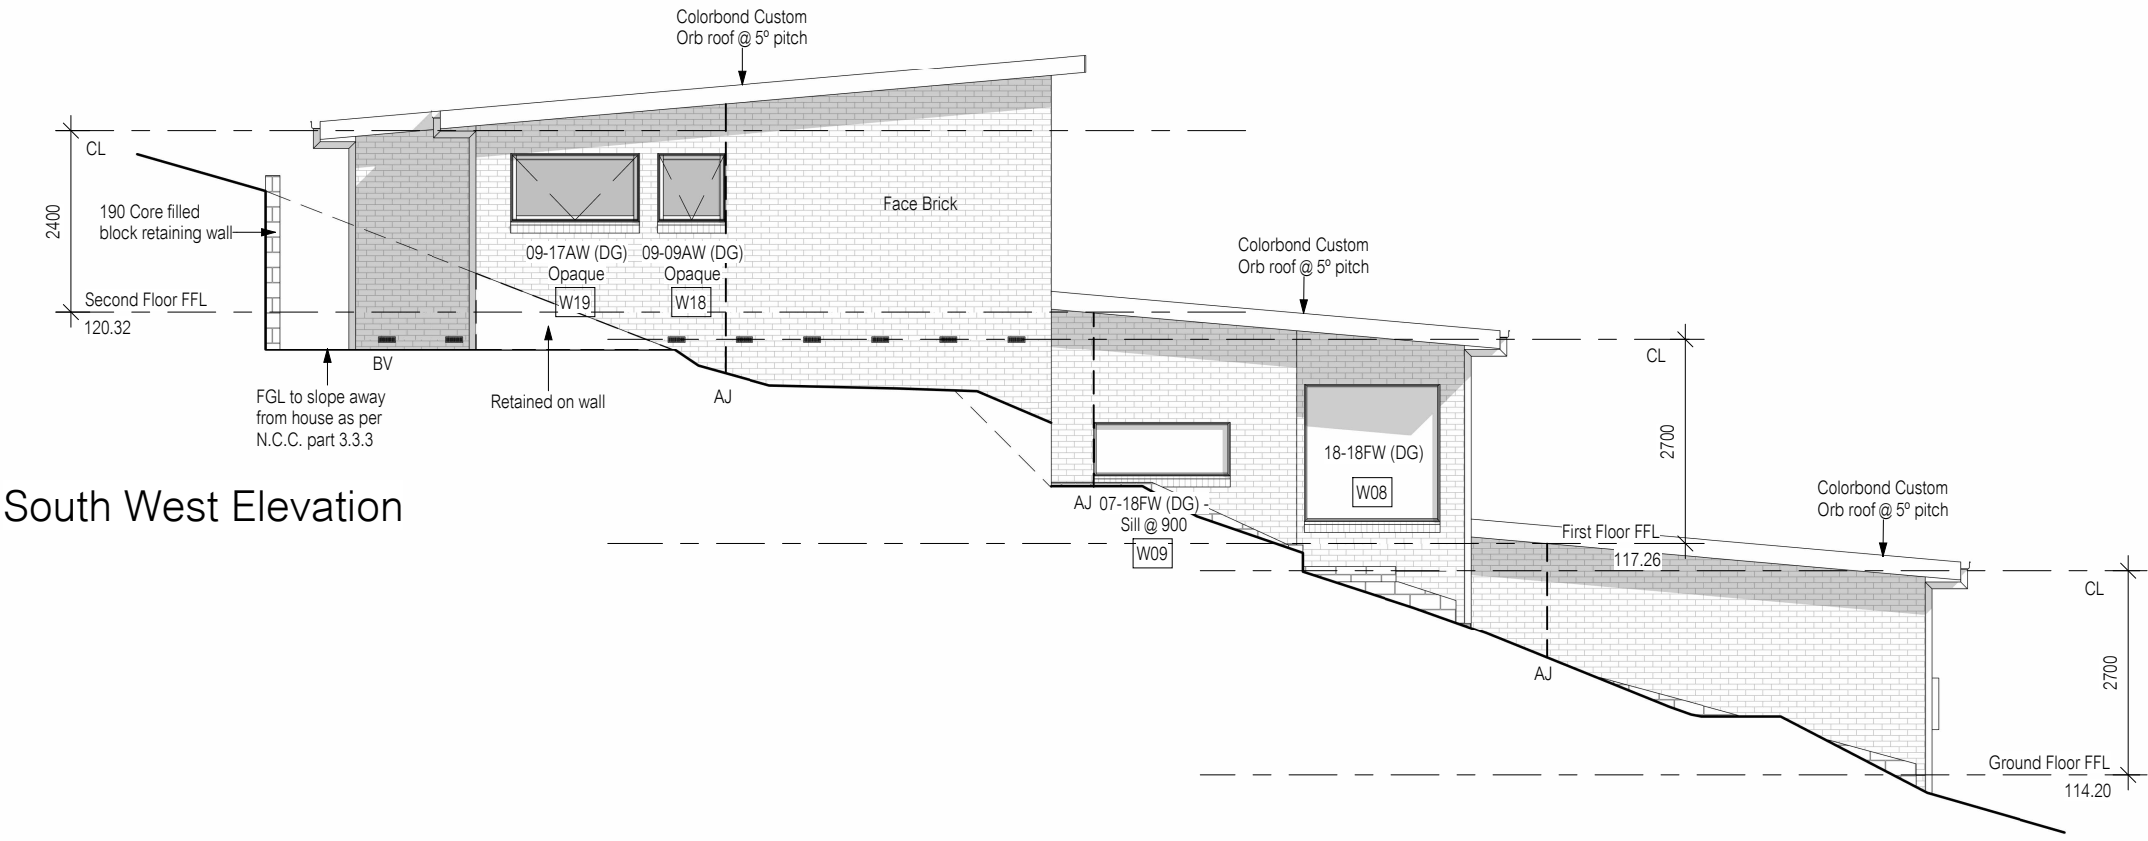 Colorbond Custom
Orb roof @ 5º pitch
CL
2400
190 Core filled
block retaining wall
Second Floor FFL
120.32
Face Brick
09-17AW (DG)
Opaque
W19
09-09AW (DG)
Opaque
W18
Colorbond Custom
Orb roof @ 5º pitch
CL
BV
FGL to slope away
from house as per
N.C.C. part 3.3.3
Retained on wall
AJ
2700
18-18FW (DG)
W08
South West Elevation
AJ
07-18FW (DG) -
Sill @ 900
W09
Colorbond Custom
Orb roof @ 5º pitch
First Floor FFL
117.26
CL
2700
AJ
Ground Floor FFL
114.20